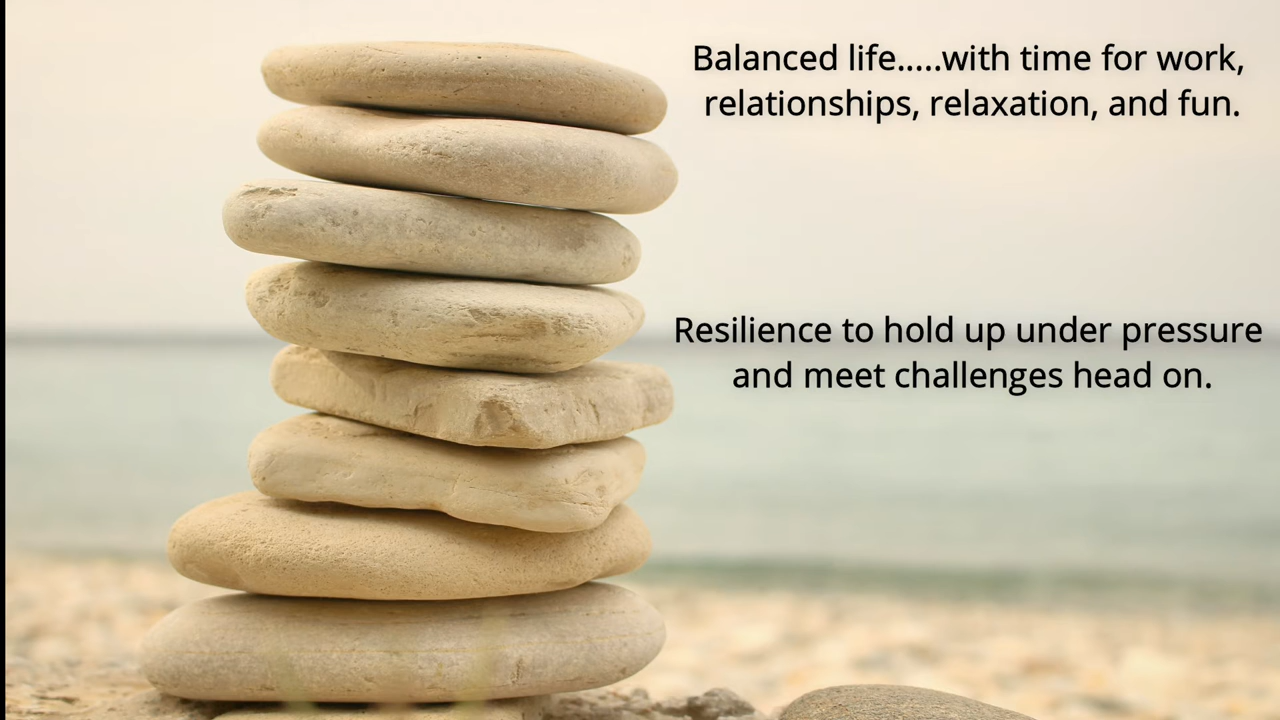 Balanced life.....with time for work,
relationships, relaxation, and fun.
Resilience to hold up under pressure
and meet challenges head on.